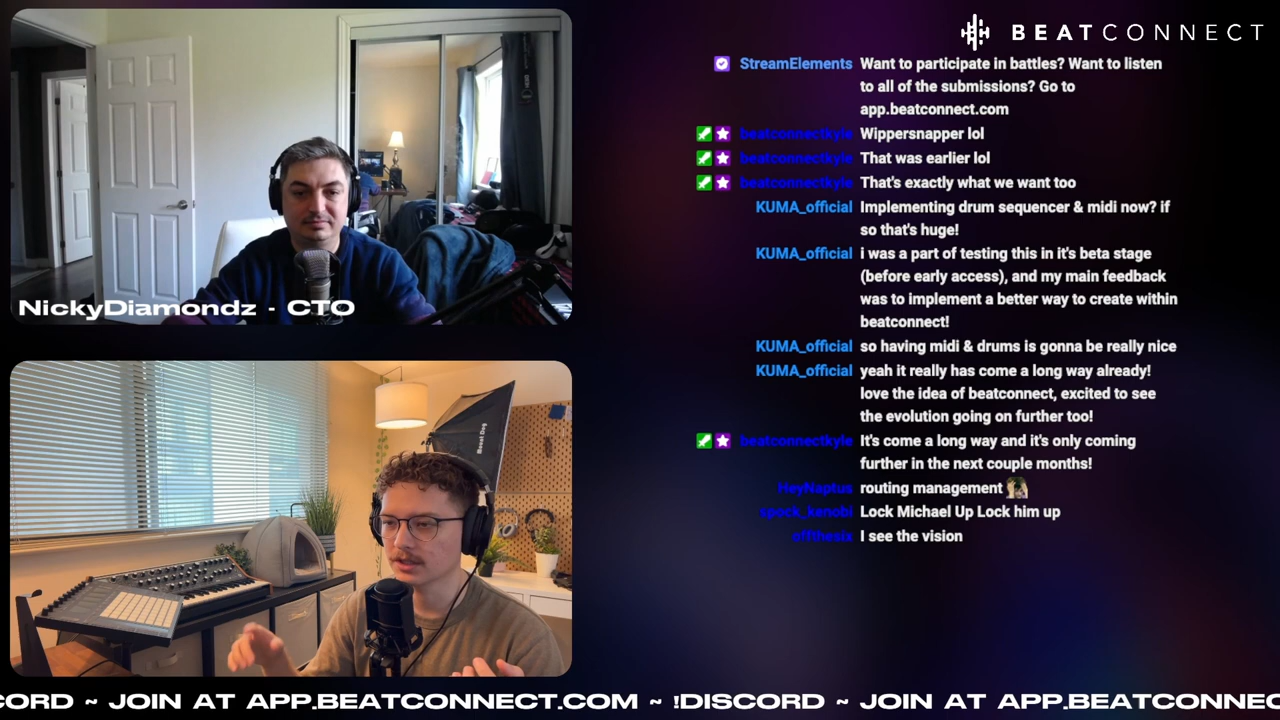 BEATCONNECT
StreamElements Want to participate in battles? Want to listen
to all of the submissions? Go to
app.beatconnect.com
beatconnectkyle Wippersnapper lol
beatconnectkyle That was earlier lol
beatconnectkyle That's exactly what we want too
KUMA_official Implementing drum sequencer & midi now? if
so that's huge!
KUMA_official i was a part of testing this in it's beta stage
(before early access), and my main feedback
was to implement a better way to create within
beatconnect!
KUMA_official so having midi & drums is gonna be really nice
KUMA_official yeah it really has come a long way already!
love the idea of beatconnect, excited to see
the evolution going on further too!
beatconnectkyle It's come a long way and it's only coming
further in the next couple months!
HeyNaptus routing management
spock_kenobi Lock Michael Up Lock him up
I see the vision
NickyDiamondz - CTO
CORD ~ JOIN AT APP.BEATCONNECT.COM ~ !DISCORD ~ JOIN AT APP.BEATCONNEC